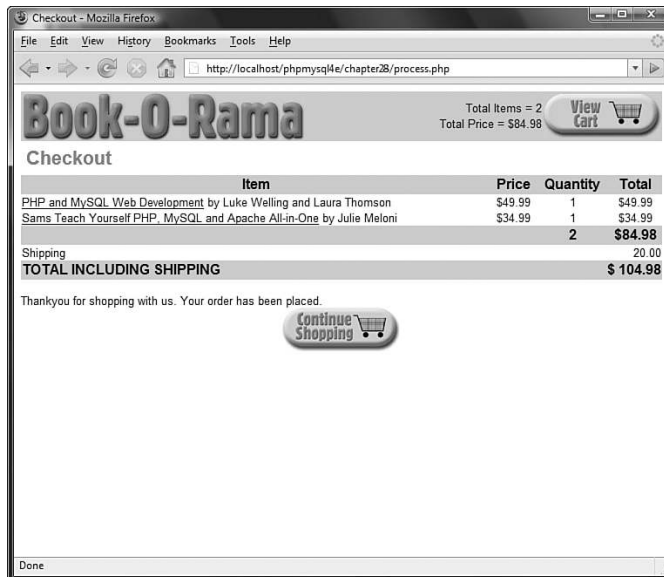 Checkout - Mozilla Firefox
File Edit View History Bookmarks Tools Help
http://localhost/phpmysql4e/chapter28/process.php
Book-O-Rama
Total Items = 2
Total Price = $84.98
View Cart
Checkout
Item Price Quantity Total
PHP and MySQL Web Development by Luke Welling and Laura Thomson $49.99 1 $49.99
Sams Teach Yourself PHP, MySQL and Apache All-in-One by Julie Meloni $34.99 1 $34.99
2 $84.98
Shipping 20.00
TOTAL INCLUDING SHIPPING $ 104.98
Thankyou for shopping with us. Your order has been placed.
Continue
Shopping
Done